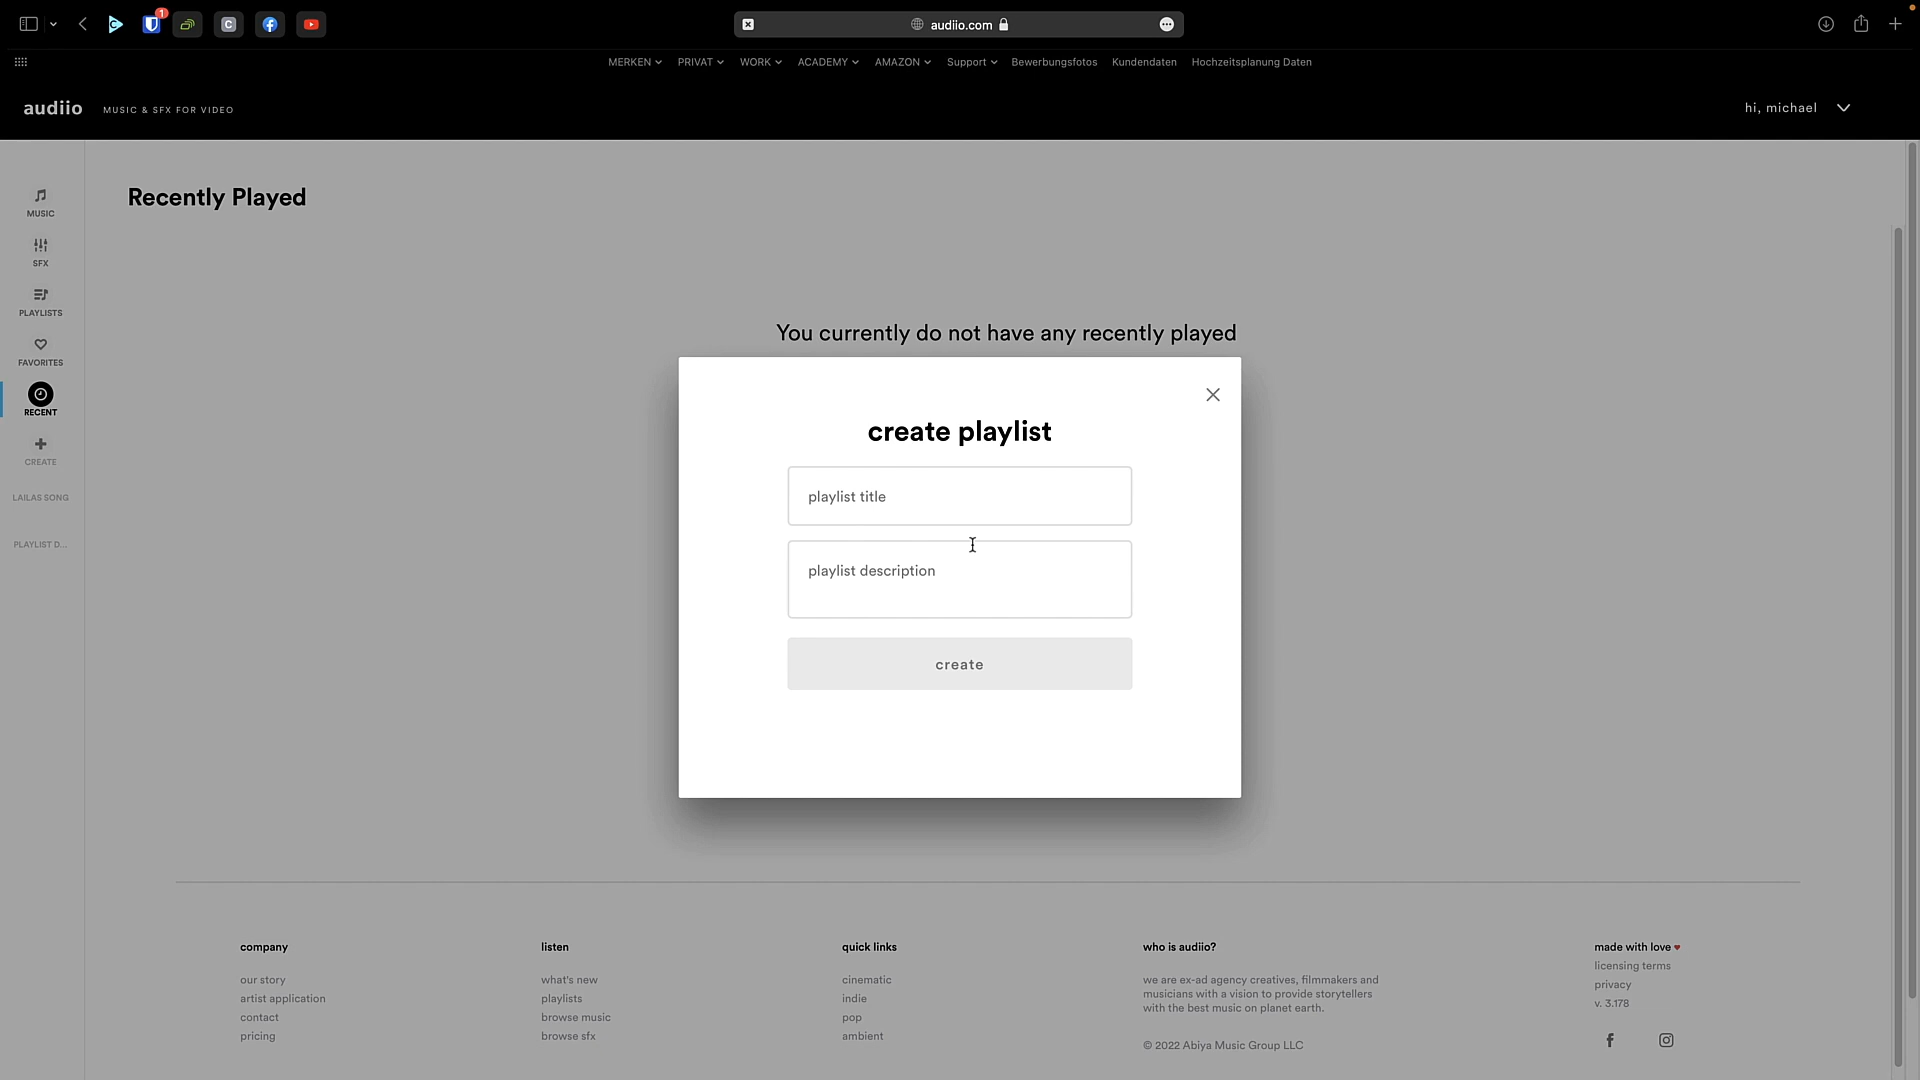 1
audiio.com
MERKEN PRIVAT WORK ACADEMY AMAZON Support Bewerbungsfotos Kundendaten Hochzeitsplanung Daten
audiio MUSIC & SFX FOR VIDEO
hi, michael
MUSIC
SFX
PLAYLISTS
FAVORITES
RECENT
CREATE
LAILAS SONG
PLAYLIST D...
Recently Played
You currently do not have any recently played
create playlist
playlist title
playlist description
create
company
our story
artist application
contact
pricing
listen
what's new
playlists
browse music
browse sfx
quick links
cinematic
indie
pop
ambient
who is audiio?
we are ex-ad agency creatives, filmmakers and
musicians with a vision to provide storytellers
with the best music on planet earth.
© 2022 Abiya Music Group LLC
made with love ♥
licensing terms
privacy
v. 3.178